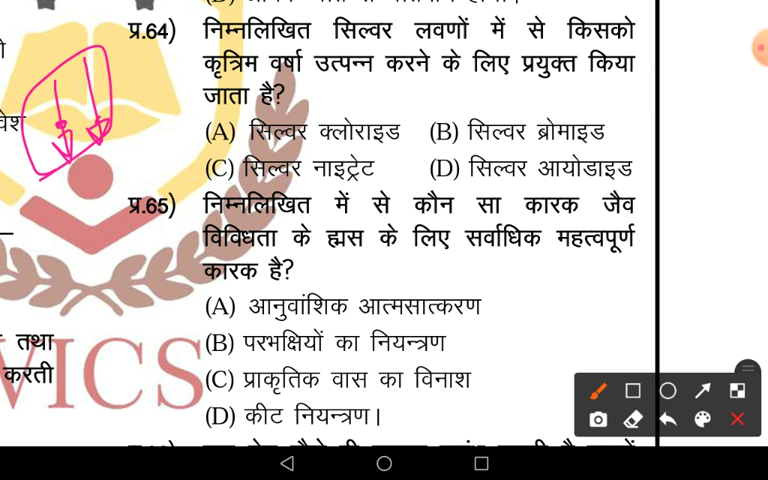 प्र.64) निम्नलिखित सिल्वर लवणों में से किसको
कृत्रिम वर्षा उत्पन्न करने के लिए प्रयुक्त किया
जाता है?
(A) सिल्वर क्लोराइड (B) सिल्वर ब्रोमाइड
(C) सिल्वर नाइट्रेट (D) सिल्वर आयोडाइड
प्र.65) निम्नलिखित में से कौन सा कारक जैव
विविधता के ह्मस के लिए सर्वाधिक महत्वपूर्ण
कारक है?
(A) आनुवांशिक आत्मसात्करण
(B) परभक्षियों का नियन्त्रण
(C) प्राकृतिक वास का विनाश
(D) कीट नियन्त्रण।
तथा
करती
MICS